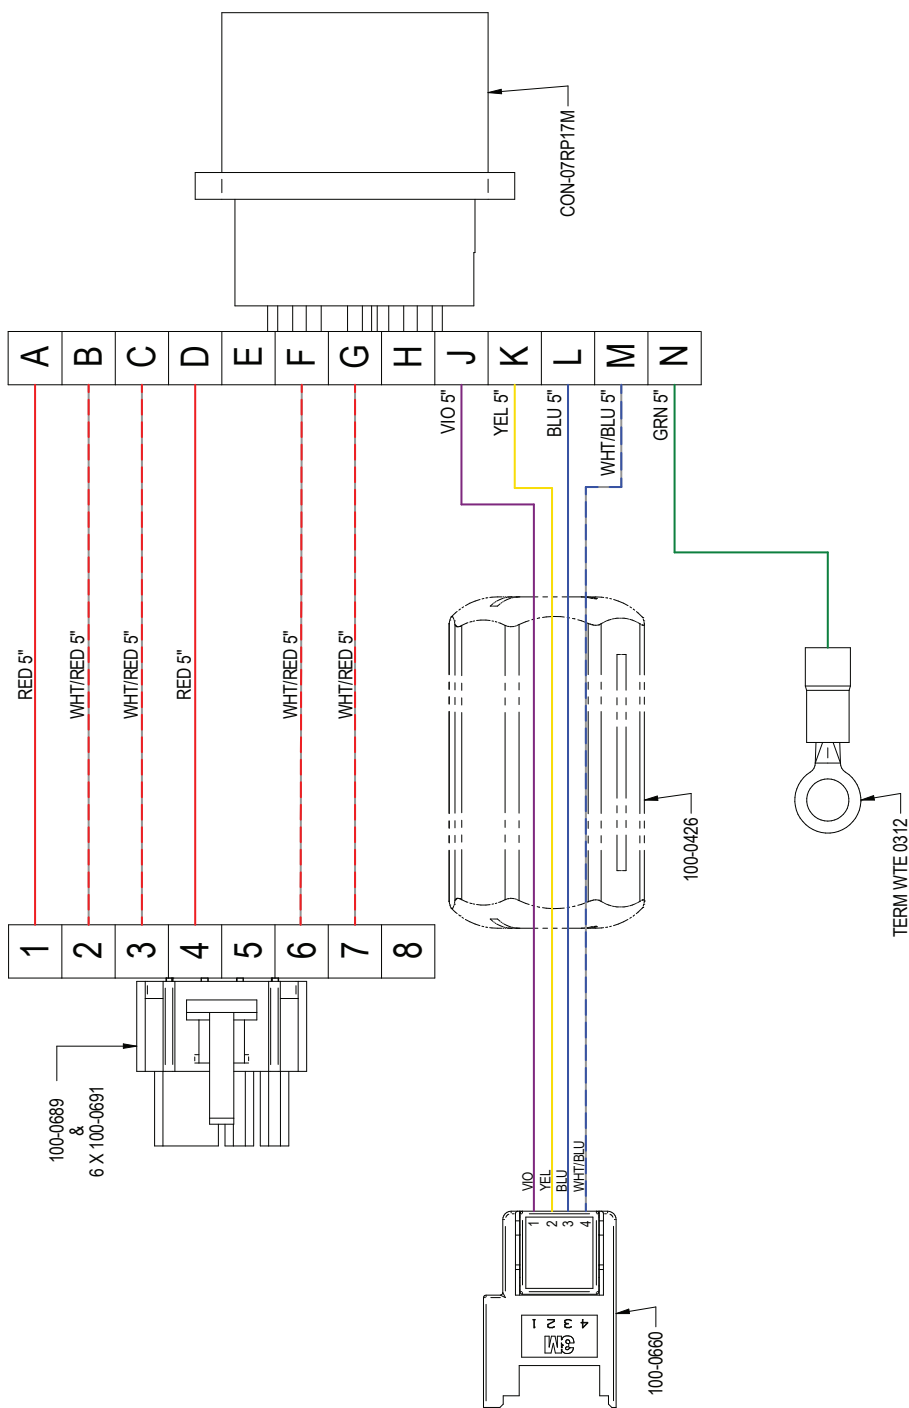 CON-07RP17M
A
B
C
D
E
F
G
H
J
K
L
M
N
VIO 5"
YEL 5"
BLU 5"
WHT/BLU 5"
GRN 5"
RED 5"
WHT/RED 5"
WHT/RED 5"
RED 5"
WHT/RED 5"
WHT/RED 5"
1
2
3
4
5
6
7
8
100-0689
&
6 X 100-0691
100-0426
TERM WTE 0312
VIO
YEL
BLU
WHT/BLU
1
2
3
4
4 3 2 1
3M
100-0660